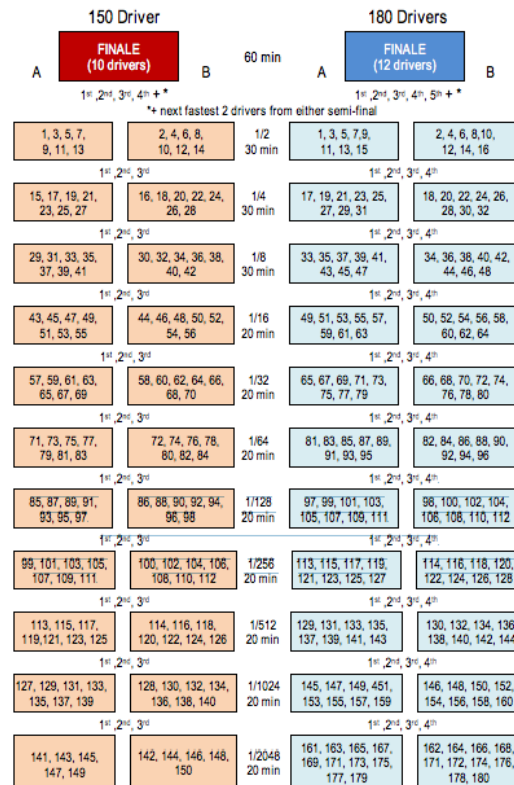 150 Driver 180 Drivers
FINALE FINALE
(10 drivers) 60 min (12 drivers)
A B A B
1st ,2nd, 3rd, 4th + * 1st ,2nd, 3rd, 4th, 5th + *
*+ next fastest 2 drivers from either semi-final
1, 3, 5, 7, 2, 4, 6, 8, 1/2 1, 3, 5, 7,9, 2, 4, 6, 8,10,
9, 11, 13 10, 12, 14 30 min 11, 13, 15 12, 14, 16
1st ,2nd, 3rd 1st ,2nd, 3rd, 4th
15, 17, 19, 21, 16, 18, 20, 22, 24, 1/4 17, 19, 21, 23, 25, 18, 20, 22, 24, 26,
23, 25, 27 26, 28 30 min 27, 29, 31 28, 30, 32
1st ,2nd, 3rd 1st ,2nd, 3rd, 4th
29, 31, 33, 35, 30, 32, 34, 36, 38, 1/8 33, 35, 37, 39, 41, 34, 36, 38, 40, 42,
37, 39, 41 40, 42 30 min 43, 45, 47 44, 46, 48
1st ,2nd, 3rd 1st ,2nd, 3rd, 4th
43, 45, 47, 49, 44, 46, 48, 50, 52, 1/16 49, 51, 53, 55, 57, 50, 52, 54, 56, 58,
51, 53, 55 54, 56 20 min 59, 61, 63 60, 62, 64
1st ,2nd, 3rd 1st ,2nd, 3rd, 4th
57, 59, 61, 63, 58, 60, 62, 64, 66, 1/32 65, 67, 69, 71, 73, 66, 68, 70, 72, 74,
65, 67, 69 68, 70 20 min 75, 77, 79 76, 78, 80
1st ,2nd, 3rd 1st ,2nd, 3rd, 4th
71, 73, 75, 77, 72, 74, 76, 78, 1/64 81, 83, 85, 87, 89, 82, 84, 86, 88, 90,
79, 81, 83 80, 82, 84 20 min 91, 93, 95 92, 94, 96
1st ,2nd, 3rd 1st ,2nd, 3rd, 4th
85, 87, 89, 91, 86, 88, 90, 92, 94, 1/128 97, 99, 101, 103, 98, 100, 102, 104,
93, 95, 97 96, 98 20 min 105, 107, 109, 111 106, 108, 110, 112
1st ,2nd, 3rd 1st ,2nd, 3rd, 4th
99, 101, 103, 105, 100, 102, 104, 106, 1/256 113, 115, 117, 119, 114, 116, 118, 120,
107, 109, 111 108, 110, 112 20 min 121, 123, 125, 127 122, 124, 126, 128
1st ,2nd, 3rd 1st ,2nd, 3rd, 4th
113, 115, 117, 114, 116, 118, 1/512 129, 131, 133, 135, 130, 132, 134, 136
119,121, 123, 125 120, 122, 124, 126 20 min 137, 139, 141, 143 138, 140, 142, 144
1st ,2nd, 3rd 1st ,2nd, 3rd, 4th
127, 129, 131, 133, 128, 130, 132, 134, 1/1024 145, 147, 149, 451, 146, 148, 150, 152,
135, 137, 139 136, 138, 140 20 min 153, 155, 157, 159 154, 156, 158, 160
1st ,2nd, 3rd 1st ,2nd, 3rd, 4th
141, 143, 145, 142, 144, 146, 148, 1/2048 161, 163, 165, 167, 162, 164, 166, 168,
147, 149 150 20 min 169, 171, 173, 175, 171, 172, 174, 176,
177, 179 178, 180